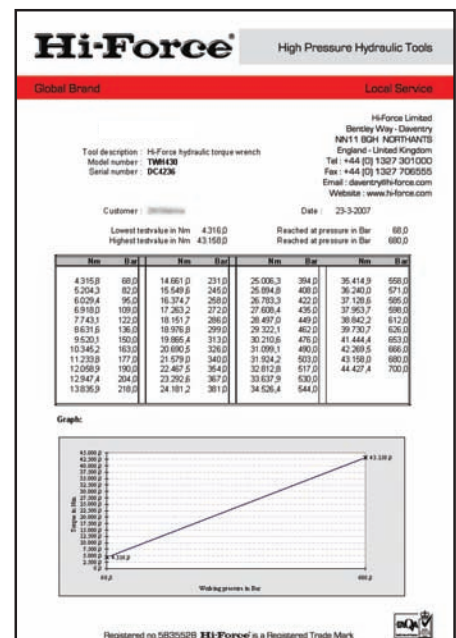 Hi-Force
High Pressure Hydraulic Tools
Global Brand
Local Service
Hi-Force Limited
Bentley Way - Daventry
NN11 8QH NORTHANTS
England - United Kingdom
Tel : +44 (0) 1327 301000
Fax : +44 (0) 1327 706555
Email : daventry@hi-force.com
Website : www.hi-force.com
Tool description : Hi-Force hydraulic torque wrench
Model number : TWH430
Serial number : DC4236
Customer :
Date : 23-3-2007
Lowest testvalue in Nm 4.316,0 Reached at pressure in Bar 68,0
Highest testvalue in Nm 43.158,0 Reached at pressure in Bar 680,0
Nm Bar Nm Bar Nm Bar Nm Bar
4.315,8 68,0 14.661,0 231,0 25.006,3 394,0 35.414,9 558,0
5.204,3 82,0 15.549,6 245,0 25.894,8 408,0 36.240,0 571,0
6.029,4 95,0 16.374,7 258,0 26.783,3 422,0 37.128,6 585,0
6.918,0 109,0 17.263,2 272,0 27.608,4 435,0 37.953,7 598,0
7.743,1 122,0 18.151,7 286,0 28.497,0 449,0 38.842,2 612,0
8.631,6 136,0 18.976,8 299,0 29.322,1 462,0 39.730,7 626,0
9.520,1 150,0 19.865,4 313,0 30.210,6 476,0 41.444,4 653,0
10.345,2 163,0 20.690,5 326,0 31.099,1 490,0 42.269,5 666,0
11.233,8 177,0 21.579,0 340,0 31.924,2 503,0 43.158,0 680,0
12.058,9 190,0 22.467,5 354,0 32.812,8 517,0 44.427,4 700,0
12.947,4 204,0 23.292,6 367,0 33.637,9 530,0
13.835,9 218,0 24.181,2 381,0 34.526,4 544,0
Graph:
Torque in Nm
Working pressure in Bar
Registered no 5835528 Hi-Force is a Registered Trade Mark